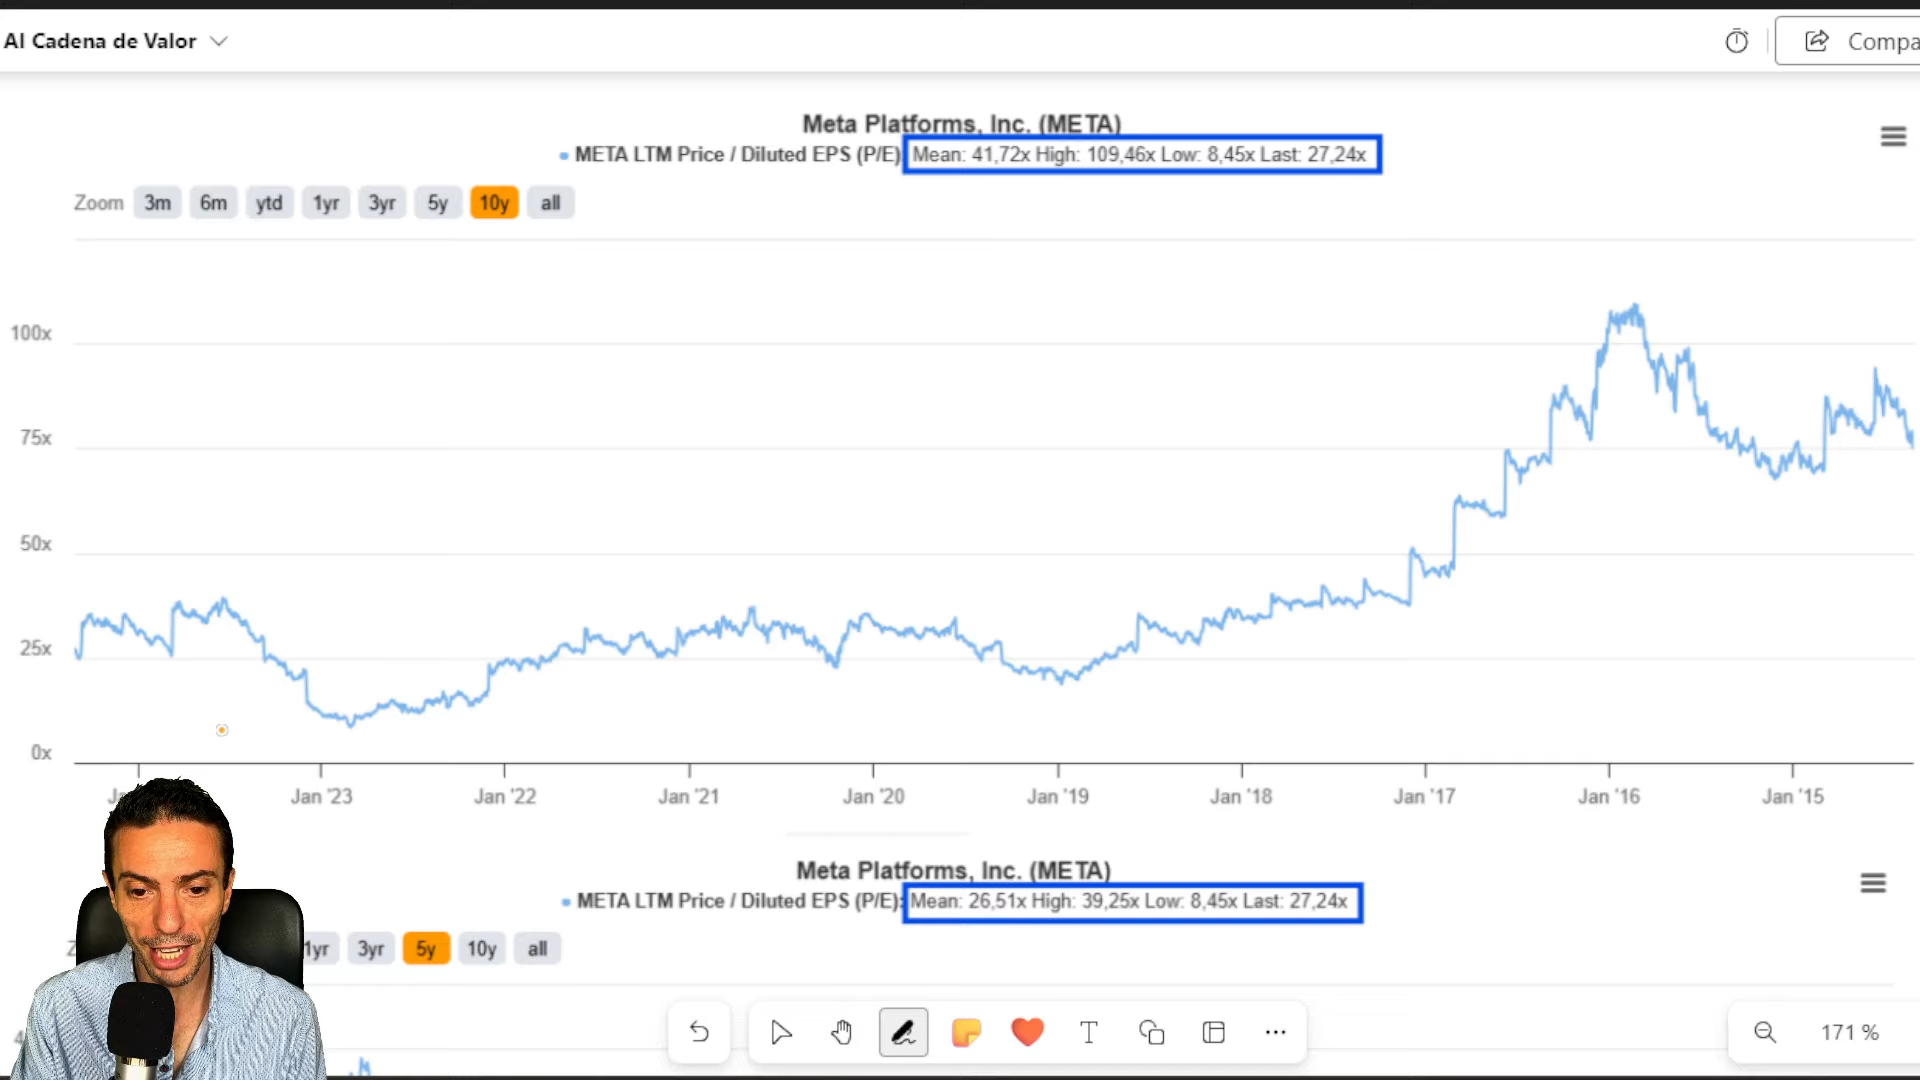 AI Cadena de Valor
Compa
Meta Platforms, Inc. (META)
META LTM Price / Diluted EPS (P/E) Mean: 41,72x High: 109,46x Low: 8,45x Last: 27,24x
Zoom 3m 6m ytd 1yr 3yr 5y 10y all
100x
75x
50x
25x
0x
Jan '23 Jan '22 Jan '21 Jan '20 Jan '19 Jan '18 Jan '17 Jan '16 Jan '15
Meta Platforms, Inc. (META)
META LTM Price / Diluted EPS (P/E): Mean: 26,51x High: 39,25x Low: 8,45x Last: 27,24x
1yr 3yr 5y 10y all
T
171 %